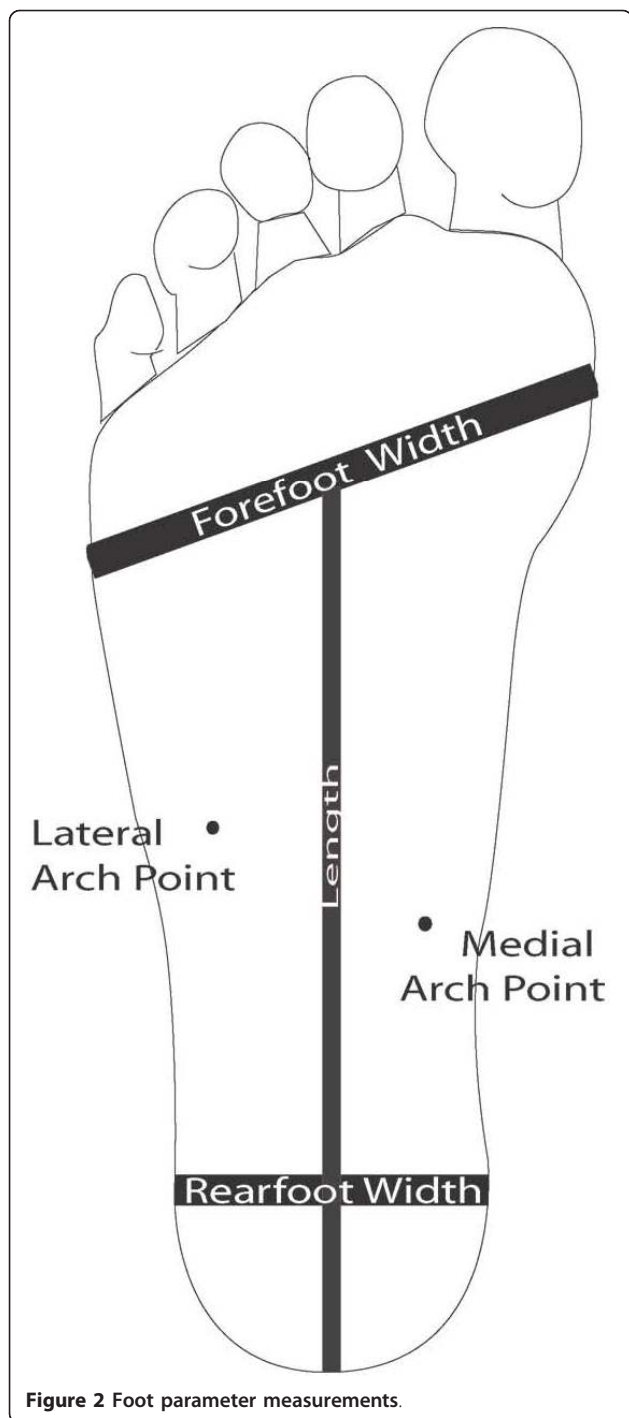 Forefoot Width
Length
Lateral
Arch Point
Medial
Arch Point
Rearfoot Width
Figure 2 Foot parameter measurements.